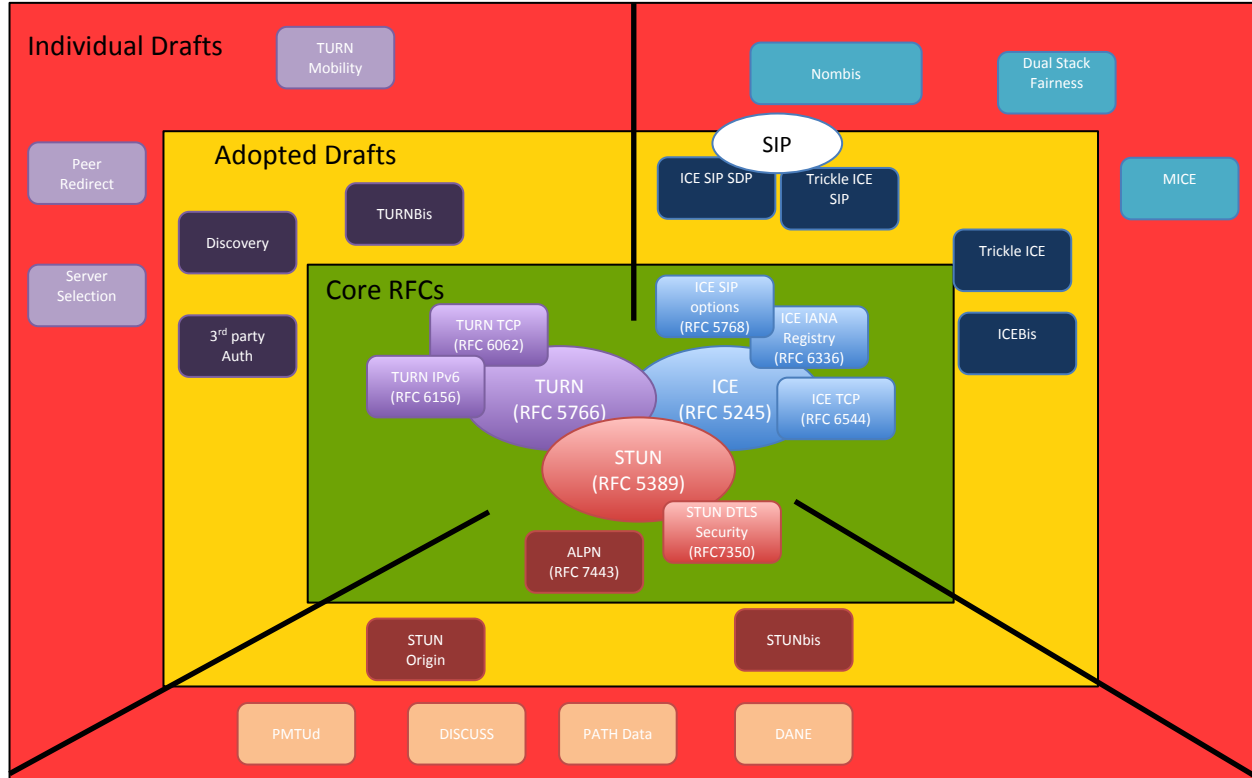 Individual Drafts
TURN
Mobility
Nombis
Dual Stack
Fairness
SIP
Adopted Drafts
Peer
Redirect
ICE SIP SDP
Trickle ICE
SIP
MICE
TURNBis
Discovery
Trickle ICE
Server
Selection
Core RFCs
ICE SIP
options
(RFC 5768)
TURN TCP
(RFC 6062)
ICE IANA
Registry
(RFC 6336)
3rd party
Auth
ICEBis
TURN IPv6
(RFC 6156)
TURN
(RFC 5766)
ICE
(RFC 5245)
ICE TCP
(RFC 6544)
STUN
(RFC 5389)
STUN DTLS
Security
(RFC7350)
ALPN
(RFC 7443)
STUN
Origin
STUNbis
PMTUd
DISCUSS
PATH Data
DANE